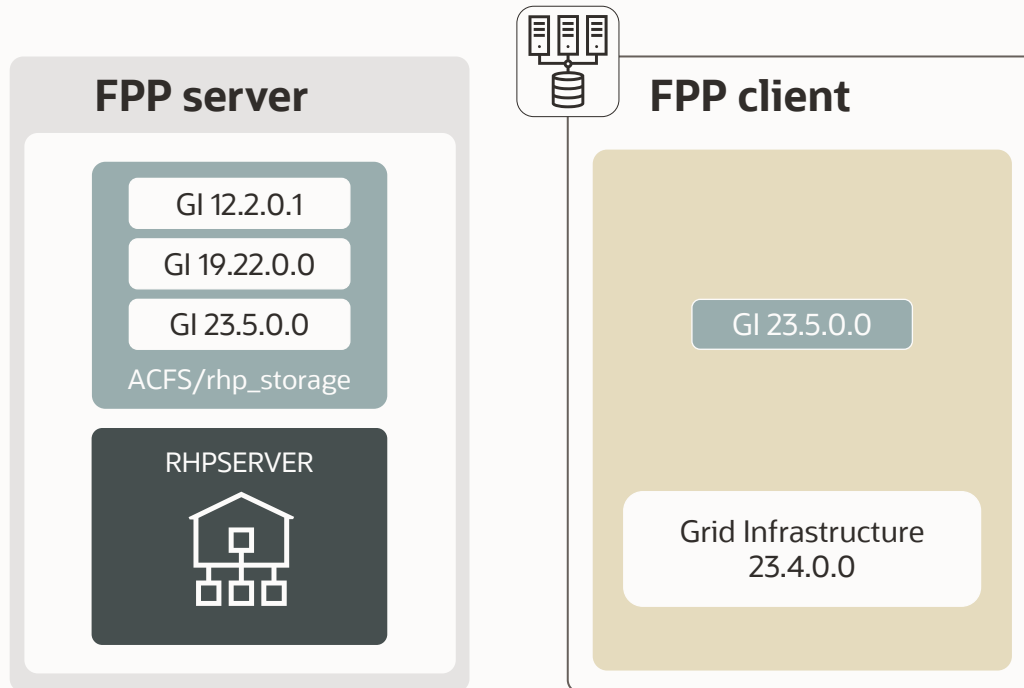 FPP server
GI 12.2.0.1
GI 19.22.0.0
GI 23.5.0.0
ACFS/rhp_storage
RHPSERVER
FPP client
GI 23.5.0.0
Grid Infrastructure
23.4.0.0